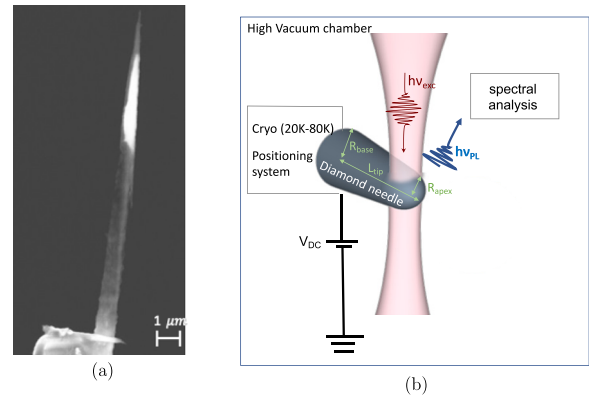 1 μm
(a)
High Vacuum chamber
hν_exc
spectral
analysis
Cryo (20K-80K)
Positioning
system
R_base
L_tip
Diamond needle
hν_PL
R_apex
V_DC
(b)